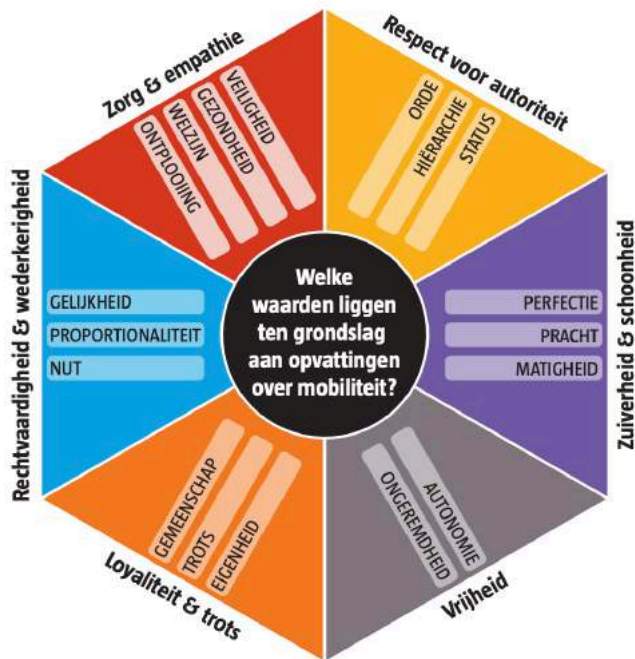 Zorg & empathie
VEILIGHEID
GEZONDHEID
WELZIJN
ONTPLOOIING
Respect voor autoriteit
ORDE
HIËRARCHIE
STATUS
Rechtvaardigheid & wederkerigheid
GELIJKHEID
PROPORTIONALITEIT
NUT
Welke
waarden liggen
ten grondslag
aan opvattingen
over mobiliteit?
PERFECTIE
PRACHT
MATIGHEID
Zuiverheid & schoonheid
GEMEENSCHAP
TROTS
EIGENHEID
Loyaliteit & trots
AUTONOMIE
ONGEREMDHEID
Vrijheid